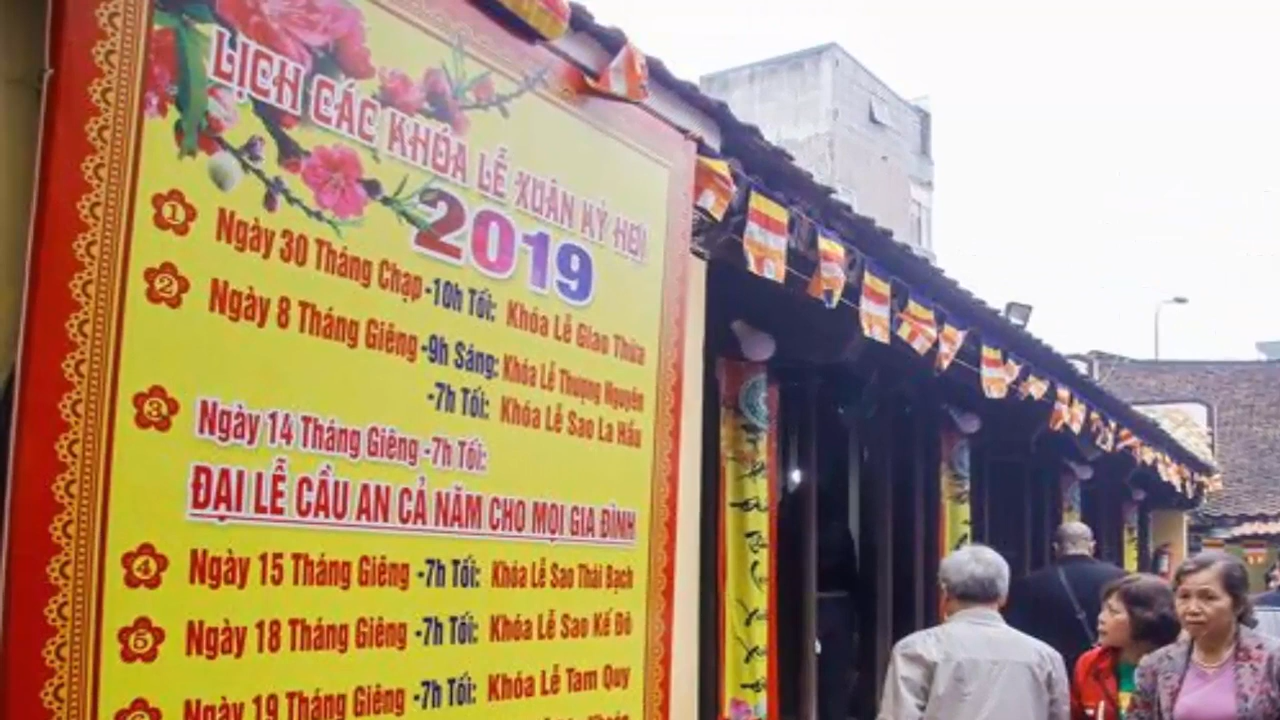 LỊCH CÁC KHÓA LỄ XUÂN KỶ HỢI
2019
1 Ngày 30 Tháng Chạp -10h Tối: Khóa Lễ Giao Thừa
2 Ngày 8 Tháng Giêng -9h Sáng: Khóa Lễ Thượng Nguyên
-7h Tối: Khóa Lễ Sao La Hầu
3 Ngày 14 Tháng Giêng -7h Tối:
ĐẠI LỄ CẦU AN CẢ NĂM CHO MỌI GIA ĐÌNH
4 Ngày 15 Tháng Giêng -7h Tối: Khóa Lễ Sao Thái Bạch
5 Ngày 18 Tháng Giêng -7h Tối: Khóa Lễ Sao Kế Đô
6 Ngày 19 Tháng Giêng -7h Tối: Khóa Lễ Tam Quy